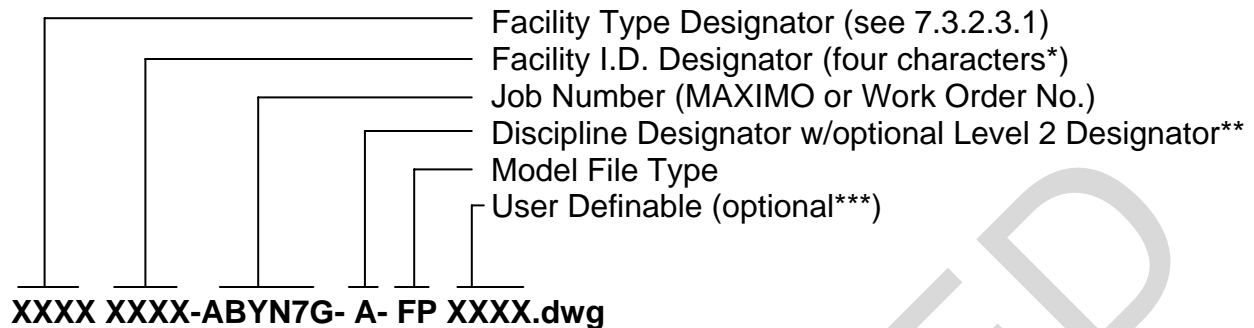 Facility Type Designator (see 7.3.2.3.1)
Facility I.D. Designator (four characters*)
Job Number (MAXIMO or Work Order No.)
Discipline Designator w/optional Level 2 Designator**
Model File Type
User Definable (optional***)
XXXX XXXX-ABYN7G- A- FP XXXX.dwg